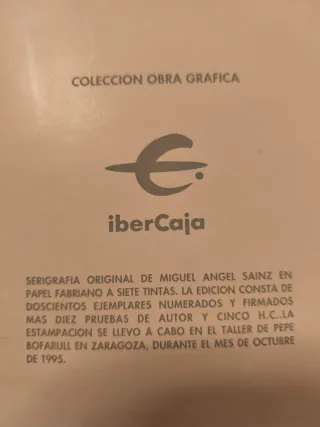 COLECCION OBRA GRAFICA
iberCaja
SERIGRAFIA ORIGINAL DE MIGUEL ANGEL SAINZ EN
PAPEL FABRIANO A SIETE TINTAS. LA EDICION CONSTA DE
DOSCIENTOS EJEMPLARES NUMERADOS Y FIRMADOS
MAS DIEZ PRUEBAS DE AUTOR Y CINCO H.C..LA
ESTAMPACION SE LLEVO A CABO EN EL TALLER DE PEPE
BOFARULL EN ZARAGOZA, DURANTE EL MES DE OCTUBRE
DE 1995.